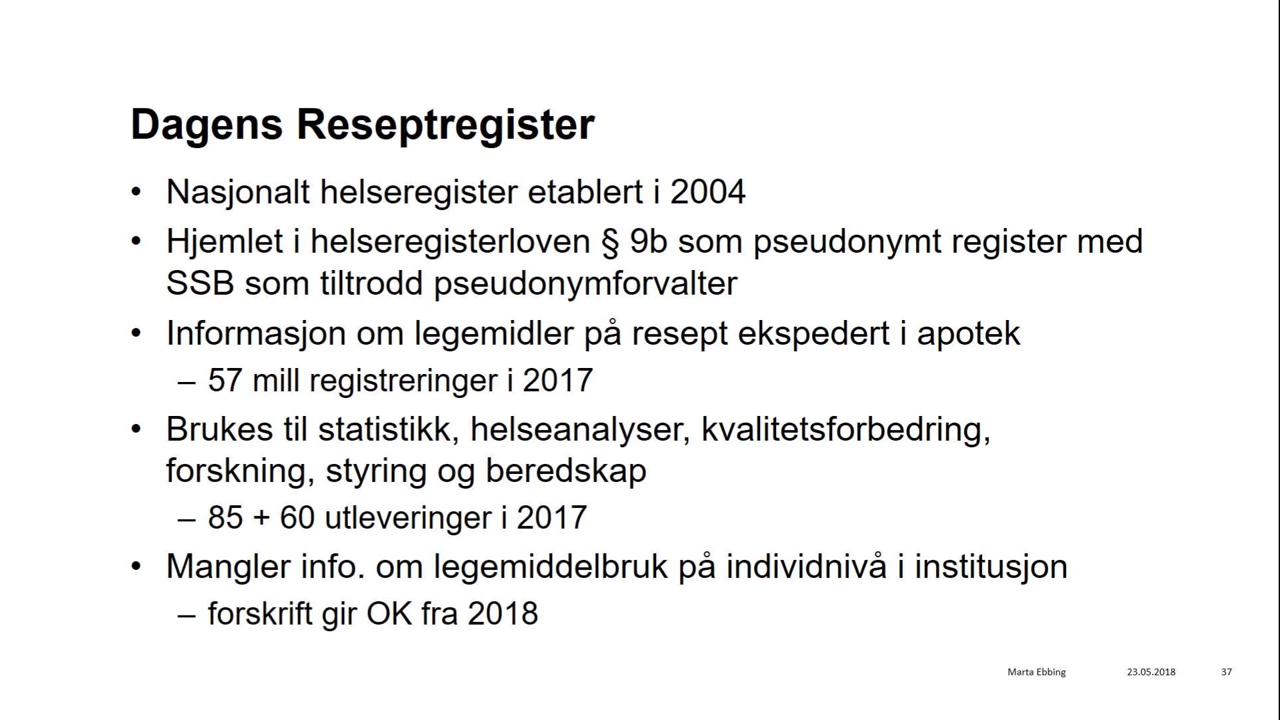 Dagens Reseptregister
• Nasjonalt helseregister etablert i 2004
• Hjemlet i helseregisterloven § 9b som pseudonymt register med
SSB som tiltrodd pseudonymforvalter
• Informasjon om legemidler på resept ekspedert i apotek
– 57 mill registreringer i 2017
• Brukes til statistikk, helseanalyser, kvalitetsforbedring,
forskning, styring og beredskap
– 85 + 60 utleveringer i 2017
• Mangler info. om legemiddelbruk på individnivå i institusjon
– forskrift gir OK fra 2018
Marta Ebbing 23.05.2018 37